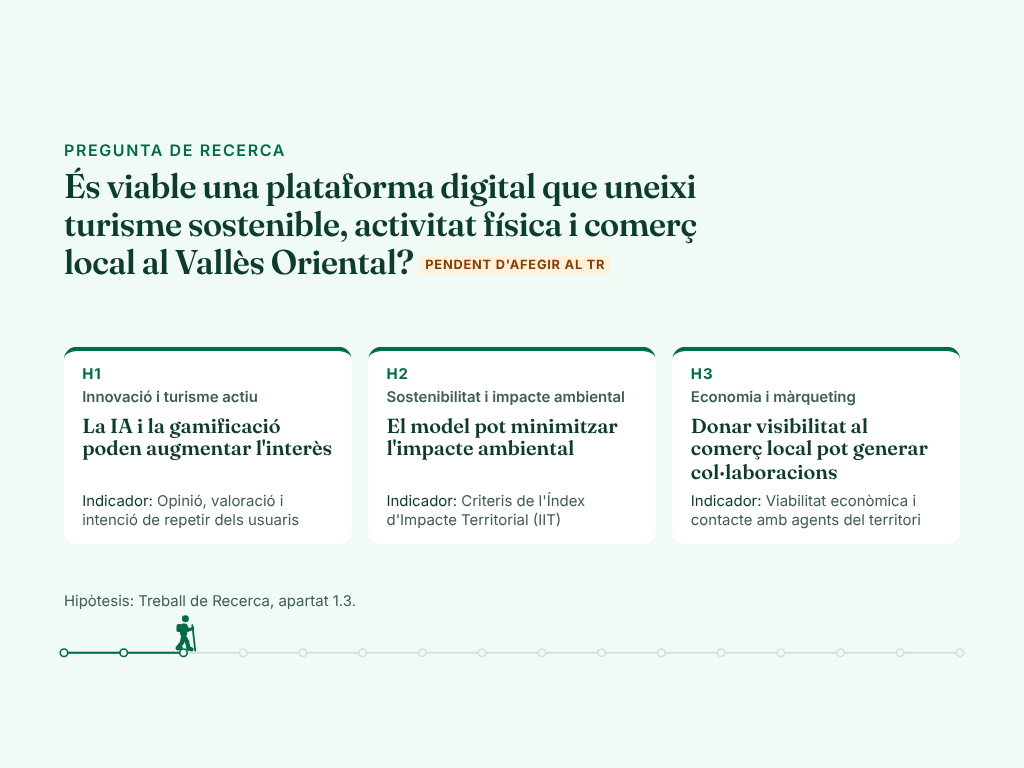 PREGUNTA DE RECERCA
És viable una plataforma digital que uneixi
turisme sostenible, activitat física i comerç
local al Vallès Oriental? PENDENT D'AFEGIR AL TR
H1
Innovació i turisme actiu
La IA i la gamificació
poden augmentar l'interès
Indicador: Opinió, valoració i
intenció de repetir dels usuaris
H2
Sostenibilitat i impacte ambiental
El model pot minimitzar
l'impacte ambiental
Indicador: Criteris de l'Índex
d'Impacte Territorial (IIT)
H3
Economia i màrqueting
Donar visibilitat al
comerç local pot generar
col·laboracions
Indicador: Viabilitat econòmica i
contacte amb agents del territori
Hipòtesis: Treball de Recerca, apartat 1.3.